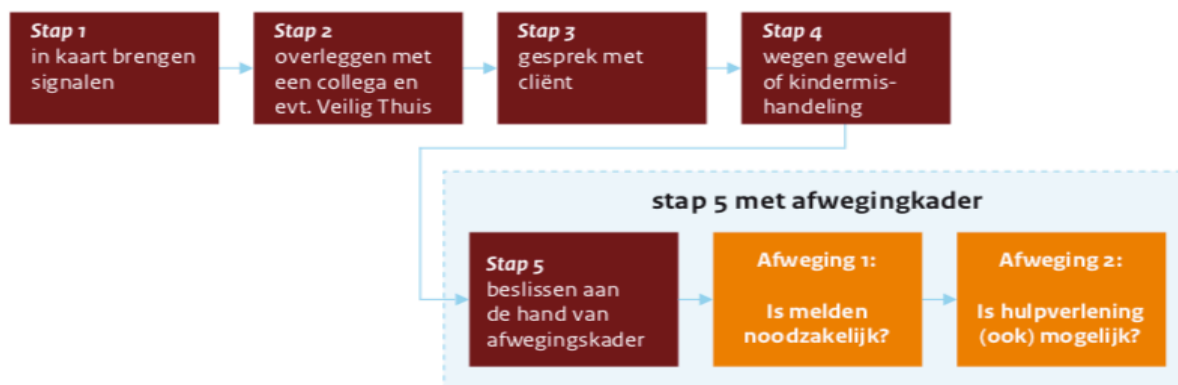 Stap 1
in kaart brengen
signalen
Stap 2
overleggen met
een collega en
evt. Veilig Thuis
Stap 3
gesprek met
cliënt
Stap 4
wegen geweld
of kindermis-
handeling
stap 5 met afwegingkader
Stap 5
beslissen aan
de hand van
afwegingskader
Afweging 1:
Is melden
noodzakelijk?
Afweging 2:
Is hulpverlening
(ook) mogelijk?